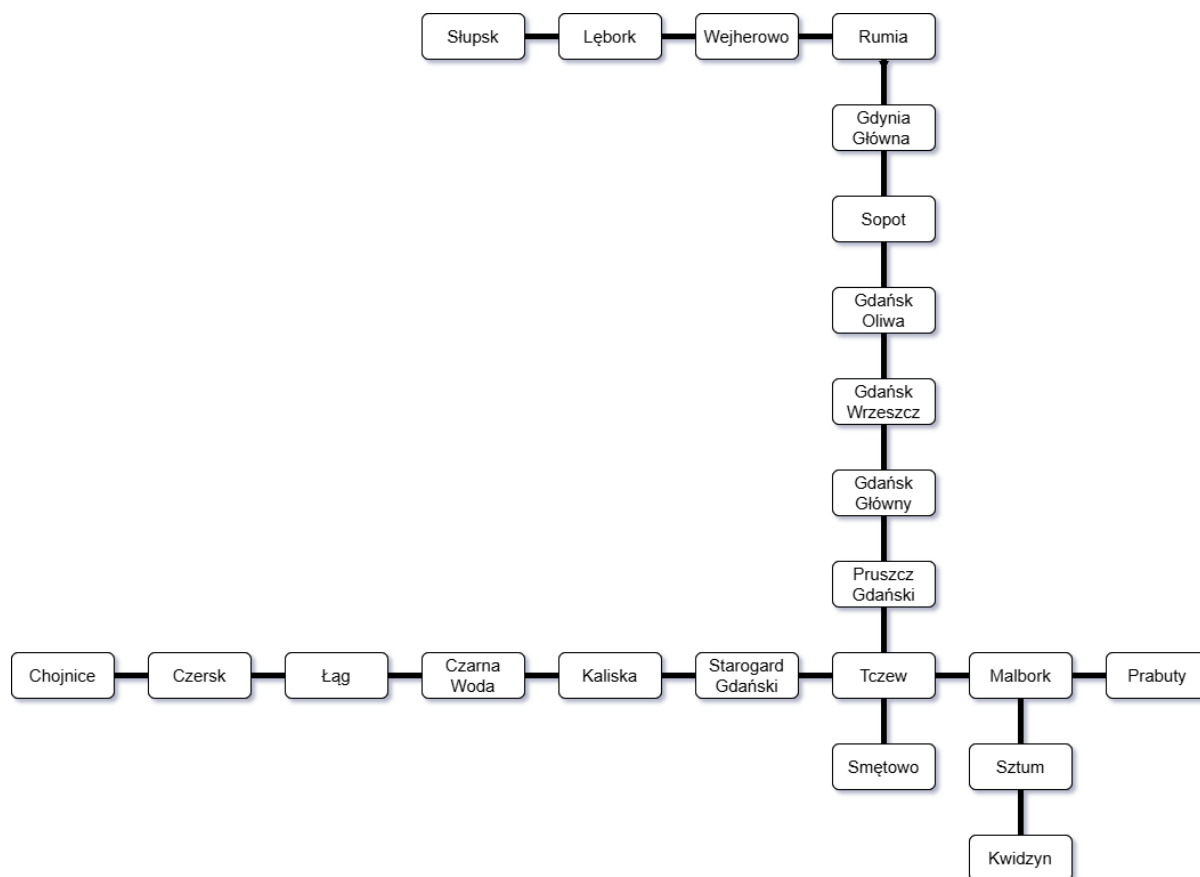 Słupsk
Lębork
Wejherowo
Rumia
Gdynia
Główna
Sopot
Gdańsk
Oliwa
Gdańsk
Wrzeszcz
Gdańsk
Główny
Pruszcz
Gdański
Chojnice
Czersk
Łąg
Czarna
Woda
Kaliska
Starogard
Gdański
Tczew
Malbork
Prabuty
Smętowo
Sztum
Kwidzyn